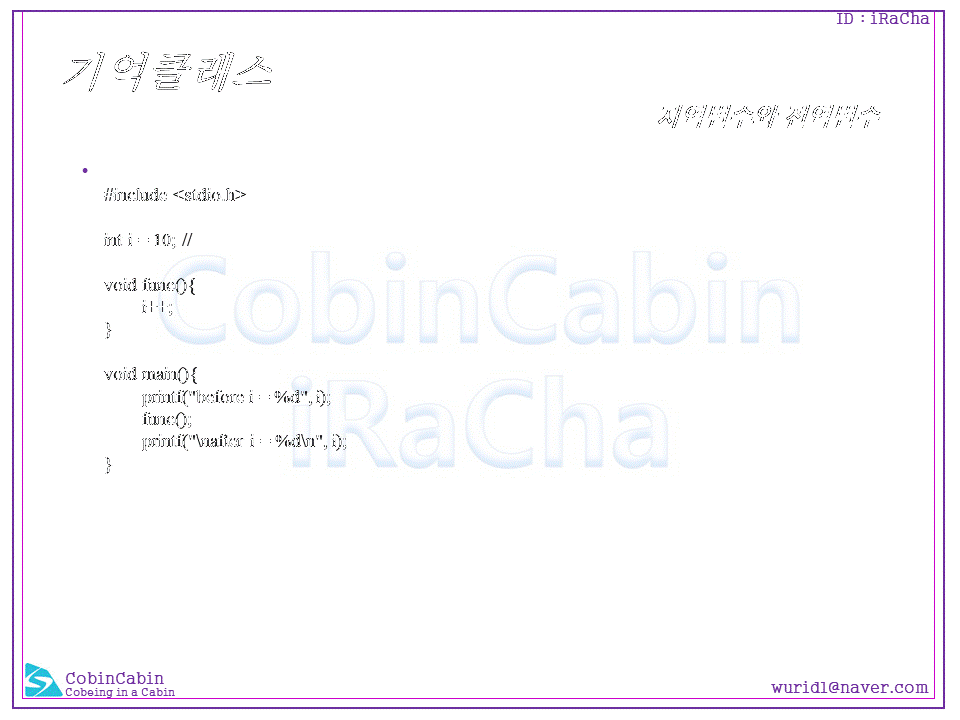 ID : iRaCha
기억클래스
지역변수와 전역변수
•
#include <stdio.h>
int i = 10; //
void func(){
i++;
}
void main(){
printf("before i = %d", i);
func();
printf("\nafter i = %d\n", i);
}
CobinCabin
iRaCha
CobinCabin
Cobeing in a Cabin
wuridl@naver.com